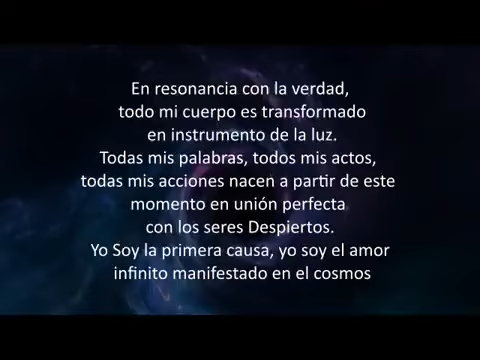 En resonancia con la verdad,
todo mi cuerpo es transformado
en instrumento de la luz.
Todas mis palabras, todos mis actos,
todas mis acciones nacen a partir de este
momento en unión perfecta
con los seres Despiertos.
Yo Soy la primera causa, yo soy el amor
infinito manifestado en el cosmos